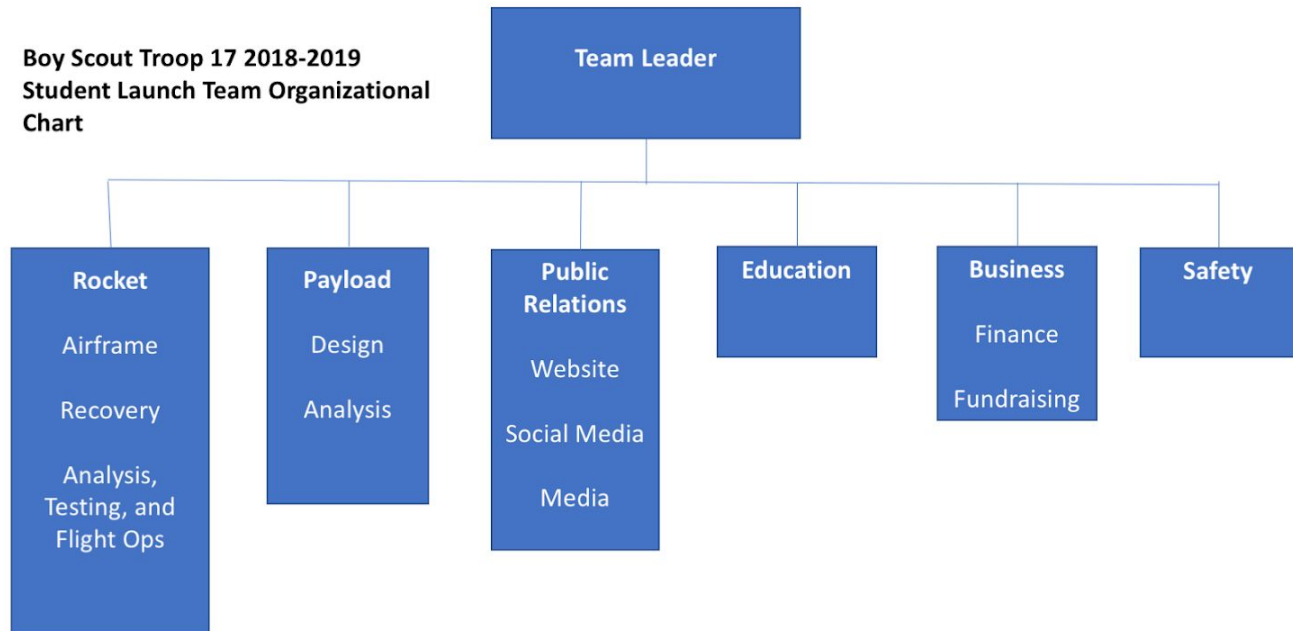 Boy Scout Troop 17 2018-2019
Student Launch Team Organizational
Chart
Team Leader
Rocket
Airframe
Recovery
Analysis,
Testing, and
Flight Ops
Payload
Design
Analysis
Public
Relations
Website
Social Media
Media
Education
Business
Finance
Fundraising
Safety